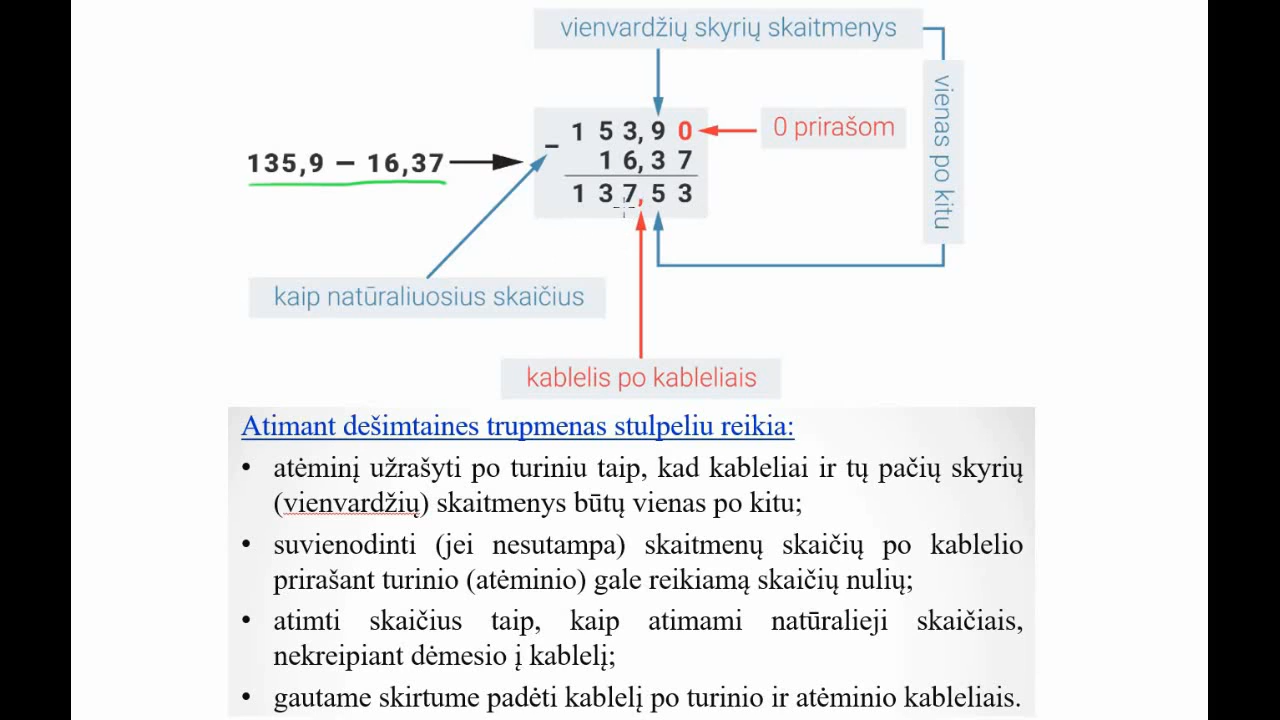 vienvardžių skyrių skaitmenys
vienas po kitu
135,9 − 16,37
− 1 5 3, 9 0
1 6, 3 7
1 3 7, 5 3
0 prirašom
kaip natūraliuosius skaičius
kablelis po kableliais
Atimant dešimtaines trupmenas stulpeliu reikia:
• atėminį užrašyti po turiniu taip, kad kableliai ir tų pačių skyrių
(vienvardžių) skaitmenys būtų vienas po kitu;
• suvienodinti (jei nesutampa) skaitmenų skaičių po kablelio
prirašant turinio (atėminio) gale reikiamą skaičių nulių;
• atimti skaičius taip, kaip atimami natūralieji skaičiais,
nekreipiant dėmesio į kablelį;
• gautame skirtume padėti kablelį po turinio ir atėminio kableliais.